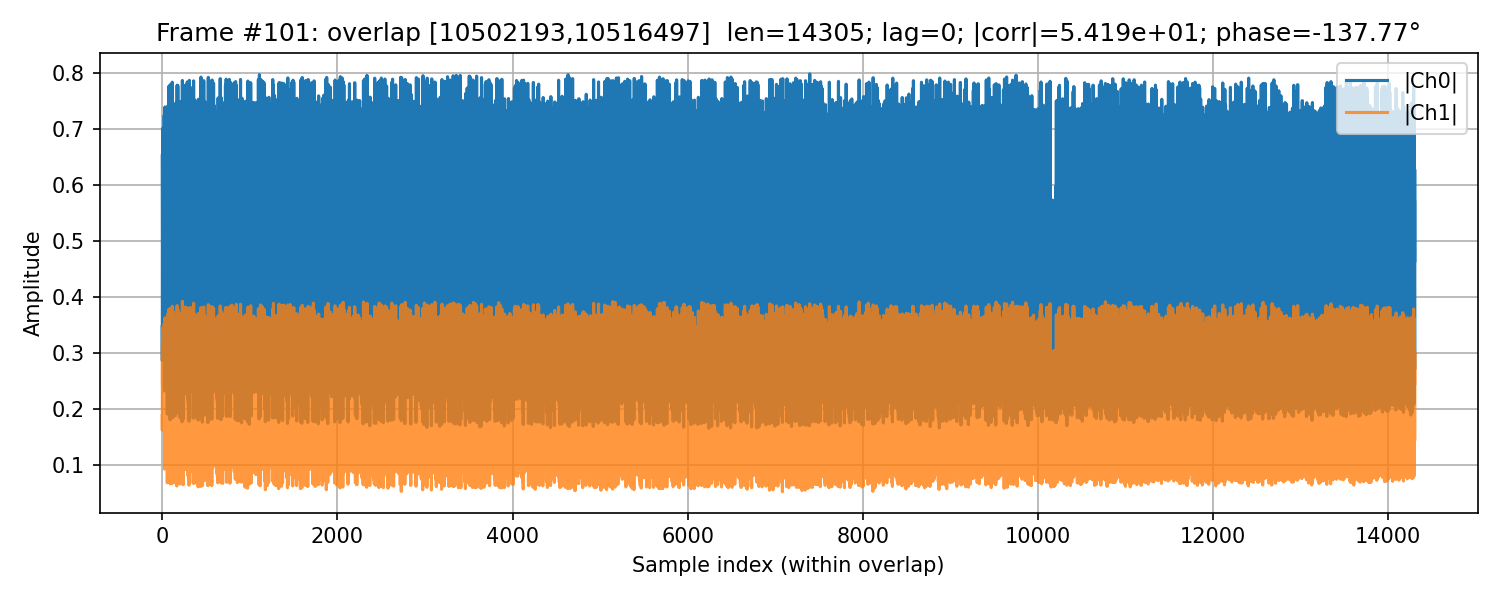 Frame #101: overlap [10502193,10516497]  len=14305; lag=0; |corr|=5.419e+01; phase=-137.77°
|Ch0|
|Ch1|
Amplitude
0.8
0.7
0.6
0.5
0.4
0.3
0.2
0.1
0 2000 4000 6000 8000 10000 12000 14000
Sample index (within overlap)